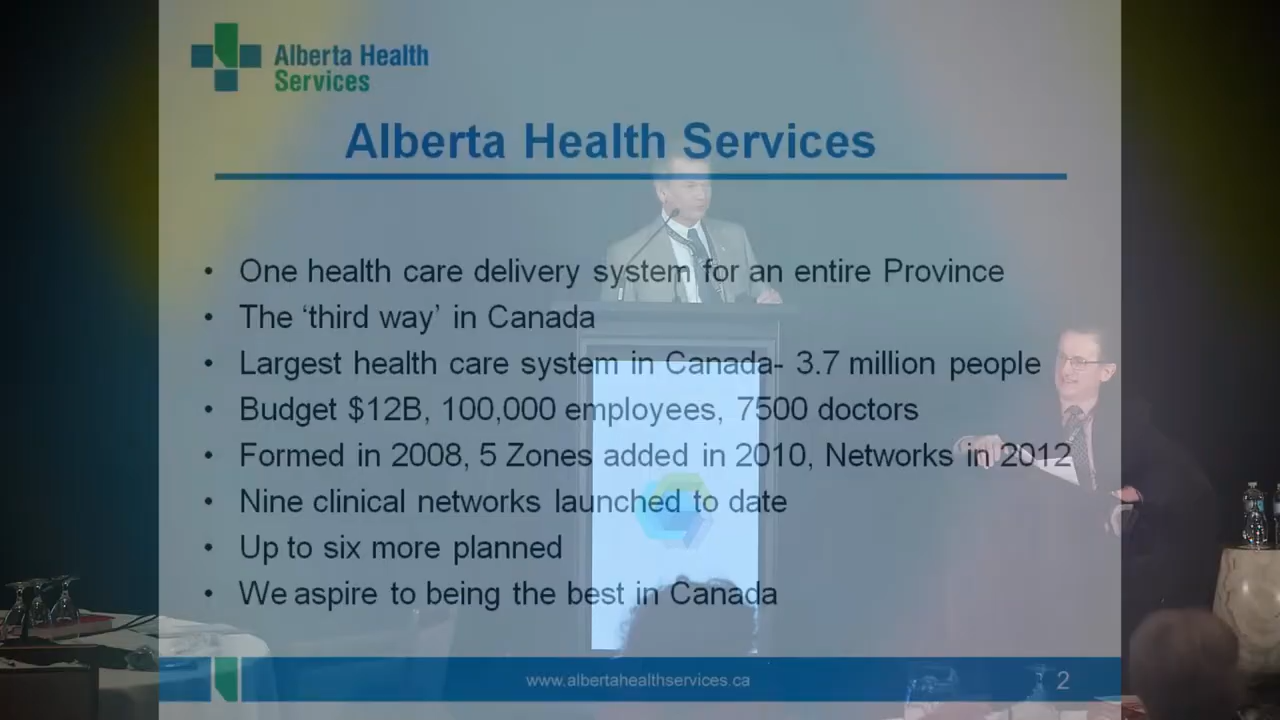 Alberta Health
Services
Alberta Health Services
• One health care delivery system for an entire Province
• The ‘third way’ in Canada
• Largest health care system in Canada- 3.7 million people
• Budget $12B, 100,000 employees, 7500 doctors
• Formed in 2008, 5 Zones added in 2010, Networks in 2012
• Nine clinical networks launched to date
• Up to six more planned
• We aspire to being the best in Canada
www.albertahealthservices.ca
2